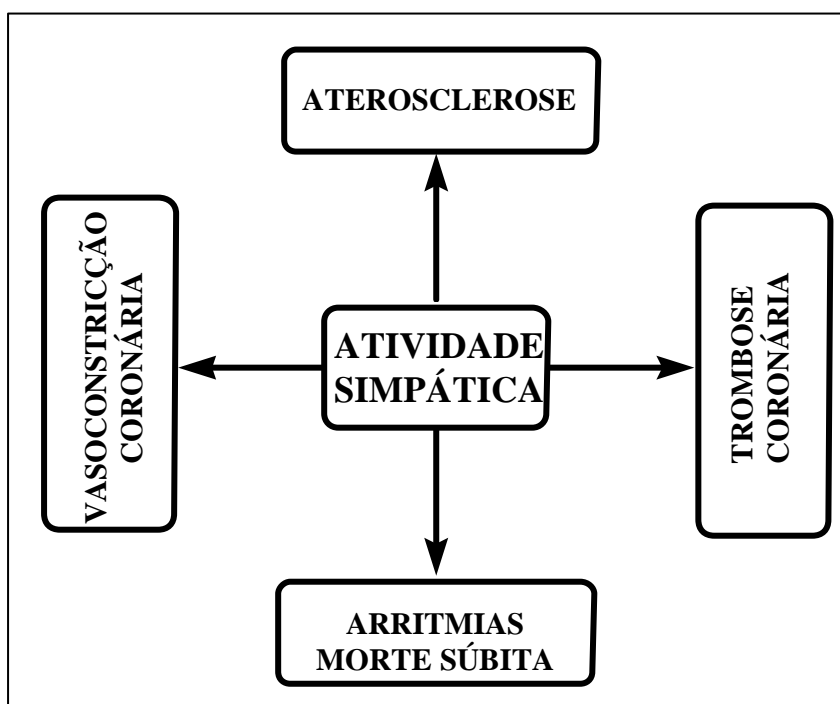 ATEROSCLEROSE
VASOCONSTRICÇÃO
CORONÁRIA
ATIVIDADE
SIMPÁTICA
TROMBOSE
CORONÁRIA
ARRITMIAS
MORTE SÚBITA